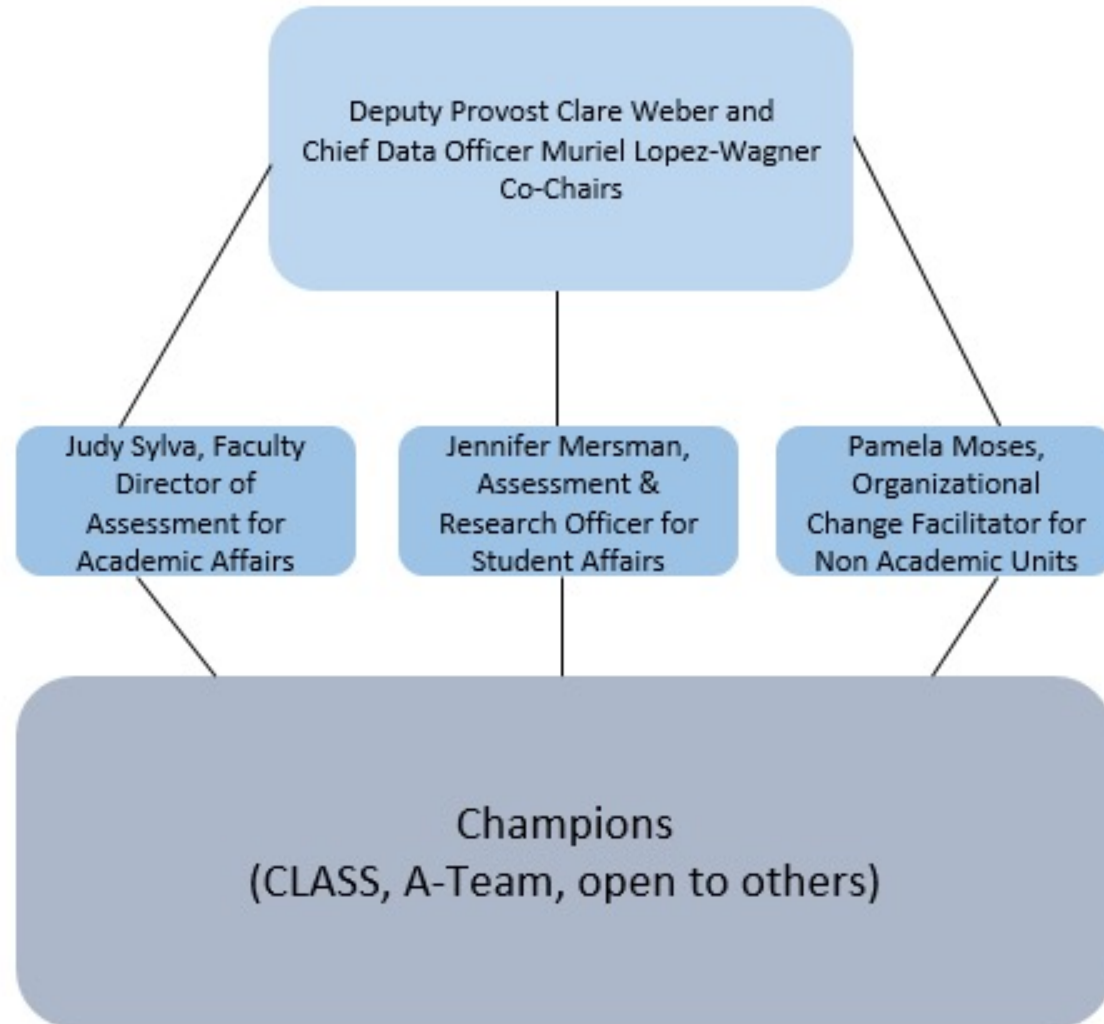 Deputy Provost Clare Weber and
Chief Data Officer Muriel Lopez-Wagner
Co-Chairs
Judy Sylva, Faculty
Director of
Assessment for
Academic Affairs
Jennifer Mersman,
Assessment &
Research Officer for
Student Affairs
Pamela Moses,
Organizational
Change Facilitator for
Non Academic Units
Champions
(CLASS, A-Team, open to others)